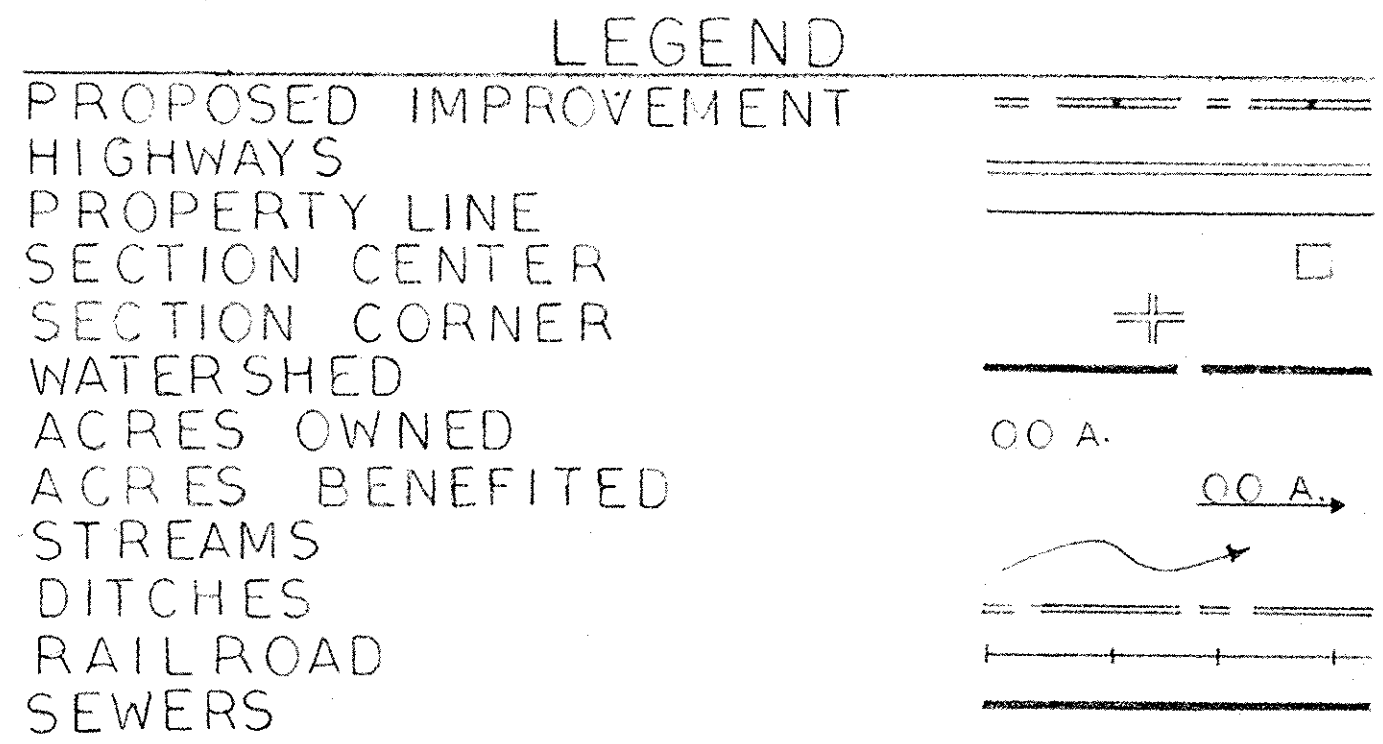 LEGEND
PROPOSED IMPROVEMENT
HIGHWAYS
PROPERTY LINE
SECTION CENTER
SECTION CORNER
WATERSHED
ACRES OWNED OO A.
ACRES BENEFITED OO A.
STREAMS
DITCHES
RAILROAD
SEWERS